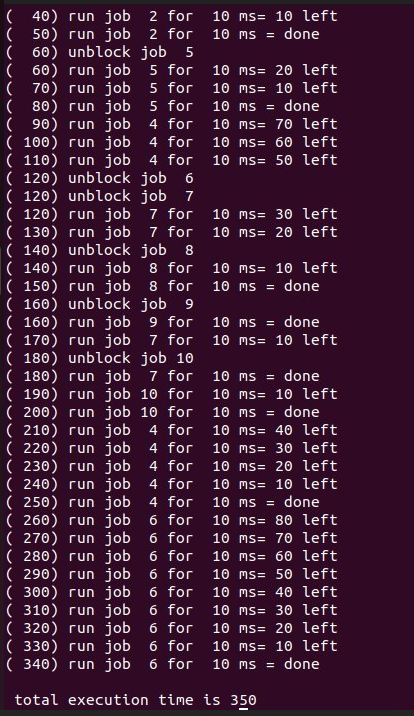 (  40) run job  2 for  10 ms= 10 left
(  50) run job  2 for  10 ms = done
(  60) unblock job  5
(  60) run job  5 for  10 ms= 20 left
(  70) run job  5 for  10 ms= 10 left
(  80) run job  5 for  10 ms = done
(  90) run job  4 for  10 ms= 70 left
( 100) run job  4 for  10 ms= 60 left
( 110) run job  4 for  10 ms= 50 left
( 120) unblock job  6
( 120) unblock job  7
( 120) run job  7 for  10 ms= 30 left
( 130) run job  7 for  10 ms= 20 left
( 140) unblock job  8
( 140) run job  8 for  10 ms= 10 left
( 150) run job  8 for  10 ms = done
( 160) unblock job  9
( 160) run job  9 for  10 ms = done
( 170) run job  7 for  10 ms= 10 left
( 180) unblock job 10
( 180) run job  7 for  10 ms = done
( 190) run job 10 for  10 ms= 10 left
( 200) run job 10 for  10 ms = done
( 210) run job  4 for  10 ms= 40 left
( 220) run job  4 for  10 ms= 30 left
( 230) run job  4 for  10 ms= 20 left
( 240) run job  4 for  10 ms= 10 left
( 250) run job  4 for  10 ms = done
( 260) run job  6 for  10 ms= 80 left
( 270) run job  6 for  10 ms= 70 left
( 280) run job  6 for  10 ms= 60 left
( 290) run job  6 for  10 ms= 50 left
( 300) run job  6 for  10 ms= 40 left
( 310) run job  6 for  10 ms= 30 left
( 320) run job  6 for  10 ms= 20 left
( 330) run job  6 for  10 ms= 10 left
( 340) run job  6 for  10 ms = done
total execution time is 350